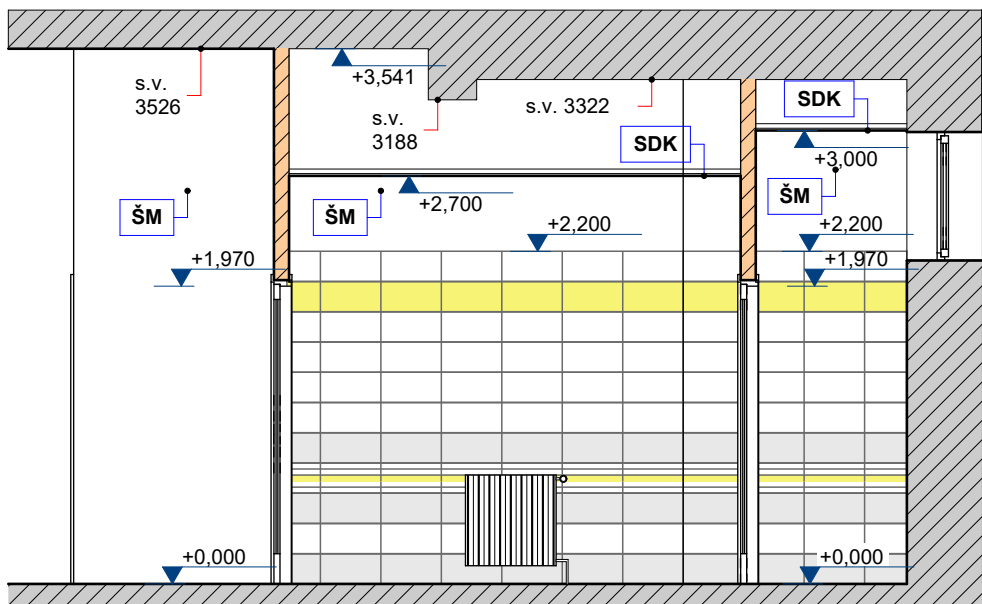 s.v.
3526
+3,541
s.v.
3188
s.v. 3322
SDK
SDK
+3,000
ŠM
ŠM
ŠM
+2,700
+2,200
+2,200
+1,970
+1,970
+0,000
+0,000